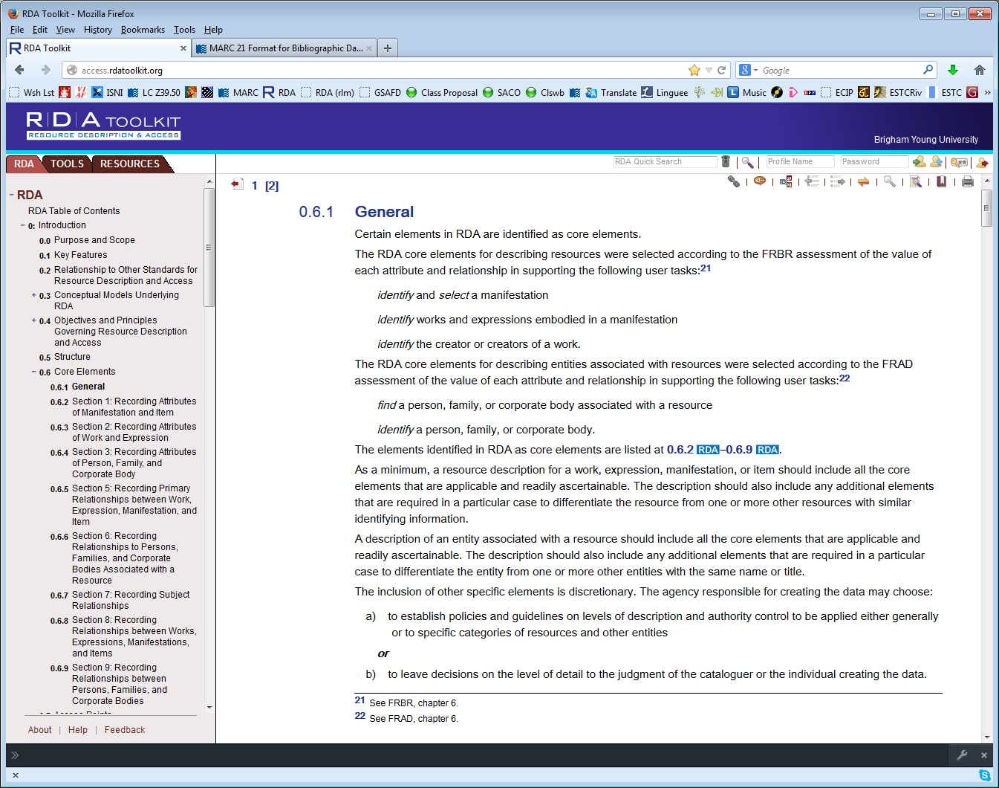 RDA Toolkit - Mozilla Firefox
File Edit View History Bookmarks Tools Help
RDA Toolkit × MARC 21 Format for Bibliographic Da... × +
access.rdatoolkit.org Google
Wsh Lst ISNI LC Z39.50 MARC RDA RDA (rlm) GSAFD Class Proposal SACO Clswb Translate Linguee Music ECIP ESTCRiv ESTC »
R|D|A TOOLKIT
RESOURCE DESCRIPTION & ACCESS
Brigham Young University
RDA TOOLS RESOURCES
RDA Quick Search Profile Name Password
RDA
RDA Table of Contents
0: Introduction
0.0 Purpose and Scope
0.1 Key Features
0.2 Relationship to Other Standards for
Resource Description and Access
0.3 Conceptual Models Underlying
RDA
0.4 Objectives and Principles
Governing Resource Description
and Access
0.5 Structure
0.6 Core Elements
0.6.1 General
0.6.2 Section 1: Recording Attributes
of Manifestation and Item
0.6.3 Section 2: Recording Attributes
of Work and Expression
0.6.4 Section 3: Recording Attributes
of Person, Family, and
Corporate Body
0.6.5 Section 5: Recording Primary
Relationships between Work,
Expression, Manifestation, and
Item
0.6.6 Section 6: Recording
Relationships to Persons,
Families, and Corporate
Bodies Associated with a
Resource
0.6.7 Section 7: Recording Subject
Relationships
0.6.8 Section 8: Recording
Relationships between Works,
Expressions, Manifestations,
and Items
0.6.9 Section 9: Recording
Relationships between
Persons, Families, and
Corporate Bodies
About | Help | Feedback
1 [2]
0.6.1 General
Certain elements in RDA are identified as core elements.
The RDA core elements for describing resources were selected according to the FRBR assessment of the value of
each attribute and relationship in supporting the following user tasks:21
identify and select a manifestation
identify works and expressions embodied in a manifestation
identify the creator or creators of a work.
The RDA core elements for describing entities associated with resources were selected according to the FRAD
assessment of the value of each attribute and relationship in supporting the following user tasks:22
find a person, family, or corporate body associated with a resource
identify a person, family, or corporate body.
The elements identified in RDA as core elements are listed at 0.6.2 RDA–0.6.9 RDA.
As a minimum, a resource description for a work, expression, manifestation, or item should include all the core
elements that are applicable and readily ascertainable. The description should also include any additional elements
that are required in a particular case to differentiate the resource from one or more other resources with similar
identifying information.
A description of an entity associated with a resource should include all the core elements that are applicable and
readily ascertainable. The description should also include any additional elements that are required in a particular
case to differentiate the entity from one or more other entities with the same name or title.
The inclusion of other specific elements is discretionary. The agency responsible for creating the data may choose:
a) to establish policies and guidelines on levels of description and authority control to be applied either generally
or to specific categories of resources and other entities
or
b) to leave decisions on the level of detail to the judgment of the cataloguer or the individual creating the data.
21 See FRBR, chapter 6.
22 See FRAD, chapter 6.